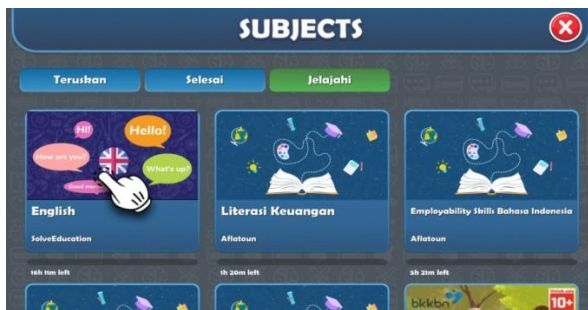 SUBJECTS
Teruskan
Selesai
Jelajahi
Hi!
Hello!
How are you?
What's up?
Good
English
SolveEducation
16h 11m left
Literasi Keuangan
Aflatoun
1h 20m left
Employability Skills Bahasa Indonesia
Aflatoun
5h 21m left
bkkbn
10+